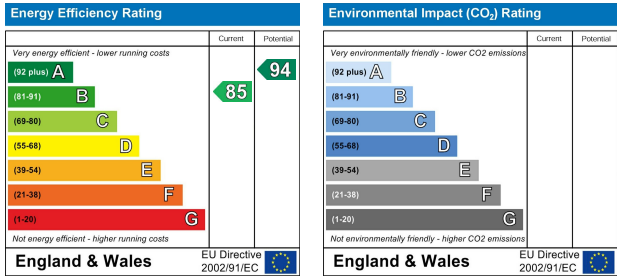 Energy Efficiency Rating
Current Potential
Very energy efficient - lower running costs
(92 plus) A
94
(81-91) B
85
(69-80) C
(55-68) D
(39-54) E
(21-38) F
(1-20) G
Not energy efficient - higher running costs
England & Wales
EU Directive
2002/91/EC
Environmental Impact (CO₂) Rating
Current Potential
Very environmentally friendly - lower CO2 emissions
(92 plus) A
(81-91) B
(69-80) C
(55-68) D
(39-54) E
(21-38) F
(1-20) G
Not environmentally friendly - higher CO2 emissions
England & Wales
EU Directive
2002/91/EC